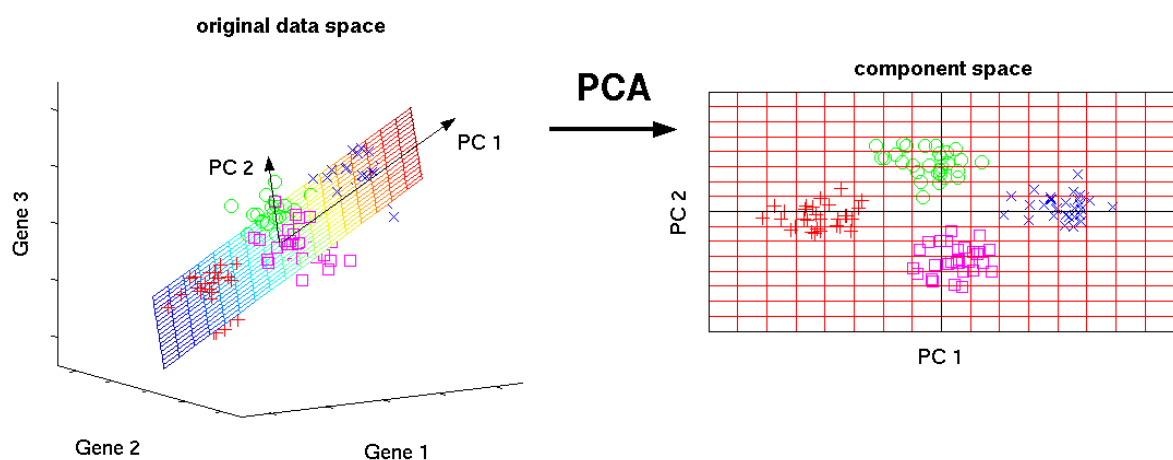 original data space
PC 1
PC 2
Gene 3
Gene 2
Gene 1
PCA
component space
PC 2
PC 1